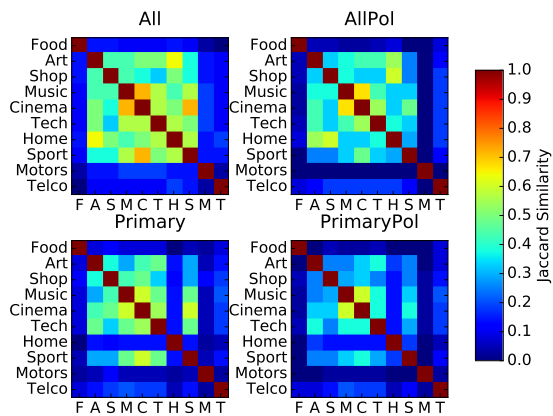 All
Food
Art
Shop
Music
Cinema
Tech
Home
Sport
Motors
Telco
F A S M C T H S M T
AllPol
Food
Art
Shop
Music
Cinema
Tech
Home
Sport
Motors
Telco
F A S M C T H S M T
Primary
Food
Art
Shop
Music
Cinema
Tech
Home
Sport
Motors
Telco
F A S M C T H S M T
PrimaryPol
Food
Art
Shop
Music
Cinema
Tech
Home
Sport
Motors
Telco
F A S M C T H S M T
1.0
0.9
0.8
0.7
0.6
0.5
0.4
0.3
0.2
0.1
0.0
Jaccard Similarity